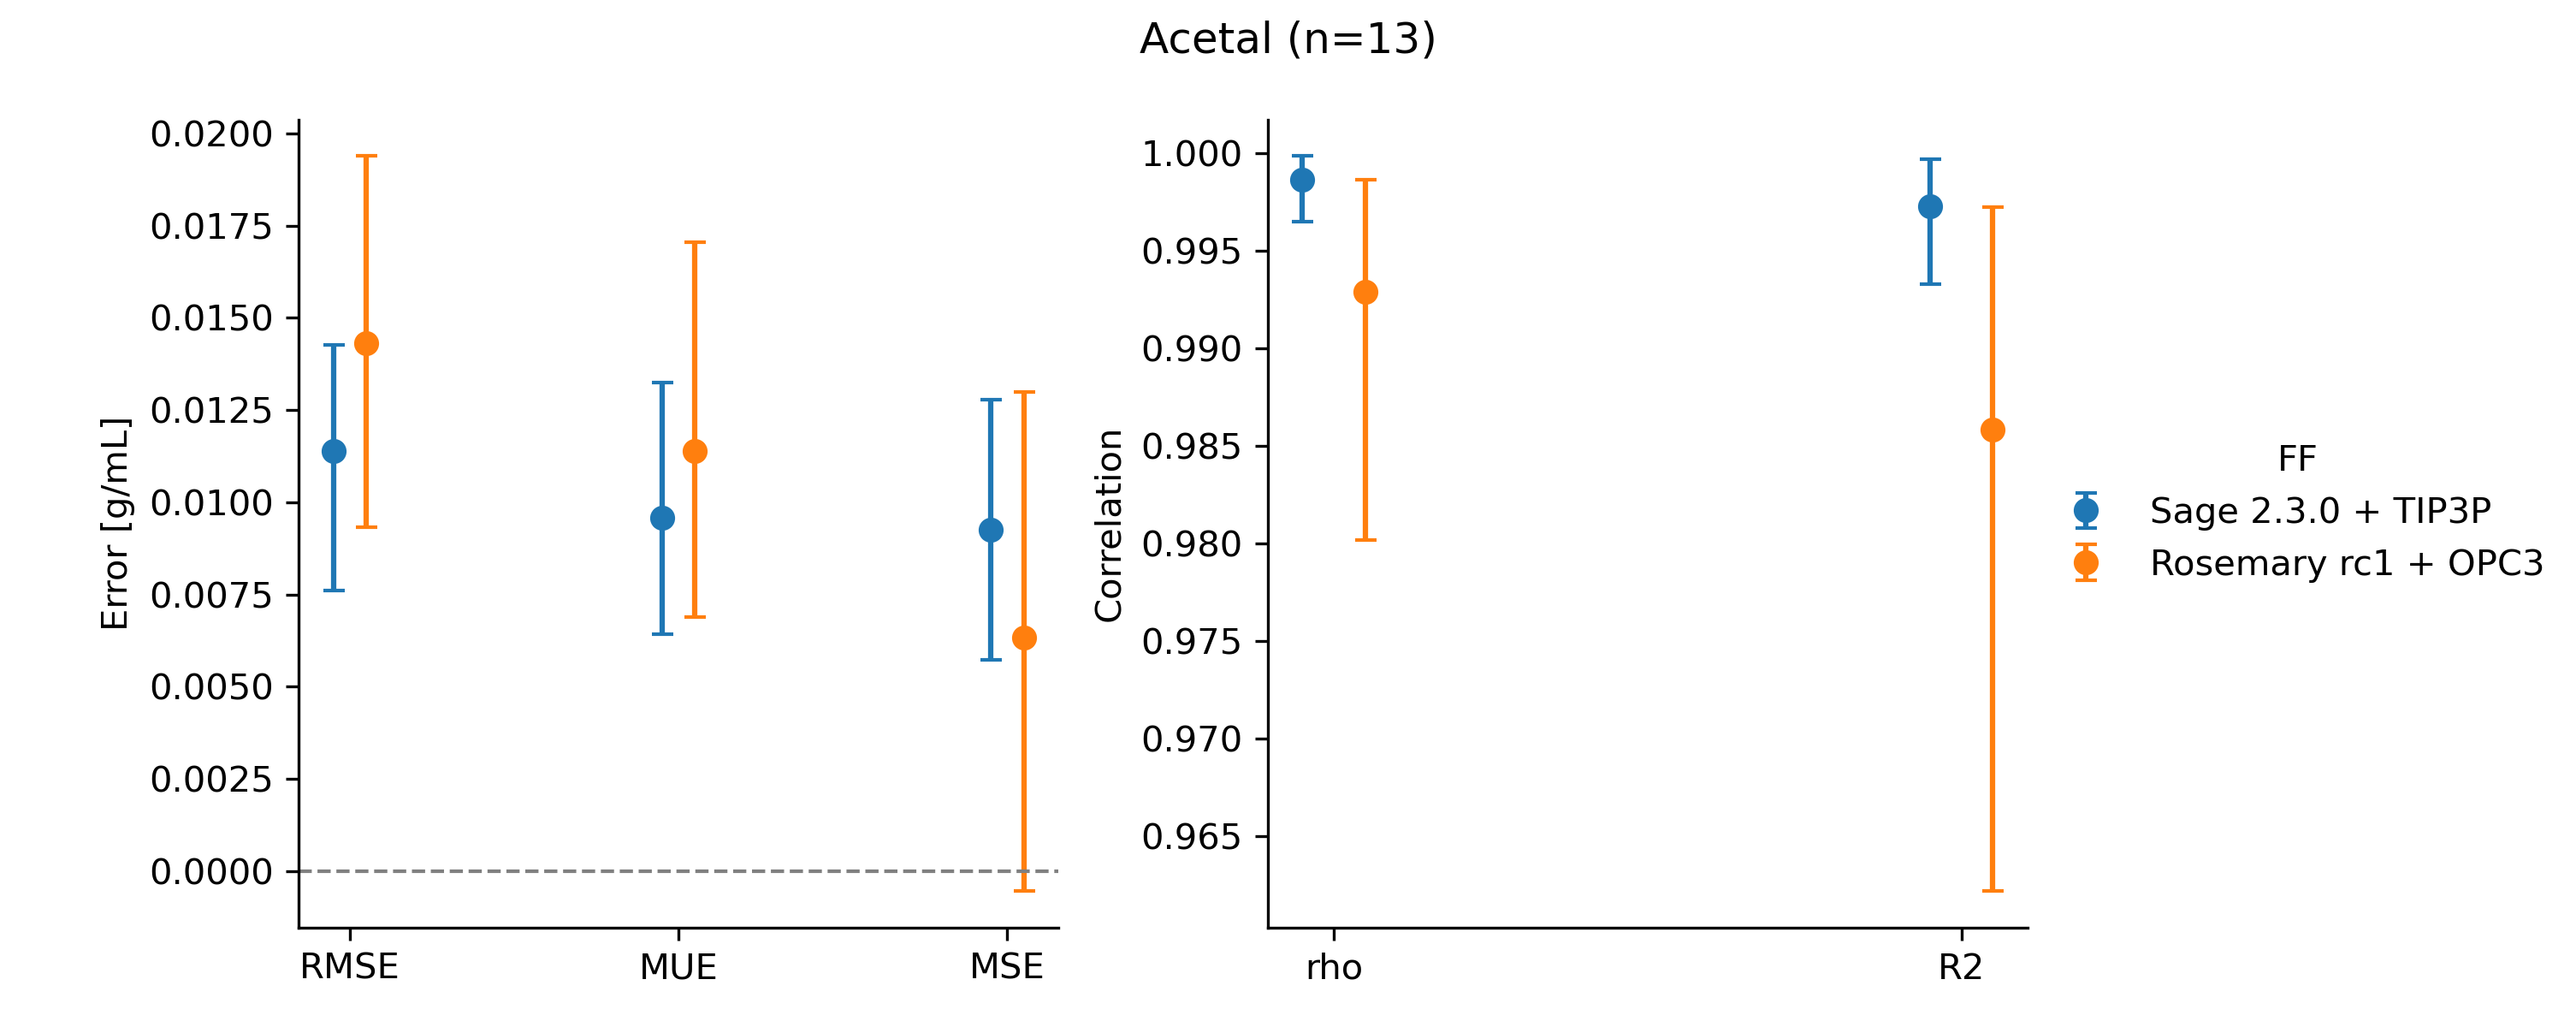 Acetal (n=13)
Error [g/mL]
0.0200
0.0175
0.0150
0.0125
0.0100
0.0075
0.0050
0.0025
0.0000
RMSE MUE MSE
Correlation
1.000
0.995
0.990
0.985
0.980
0.975
0.970
0.965
rho R2
FF
Sage 2.3.0 + TIP3P
Rosemary rc1 + OPC3